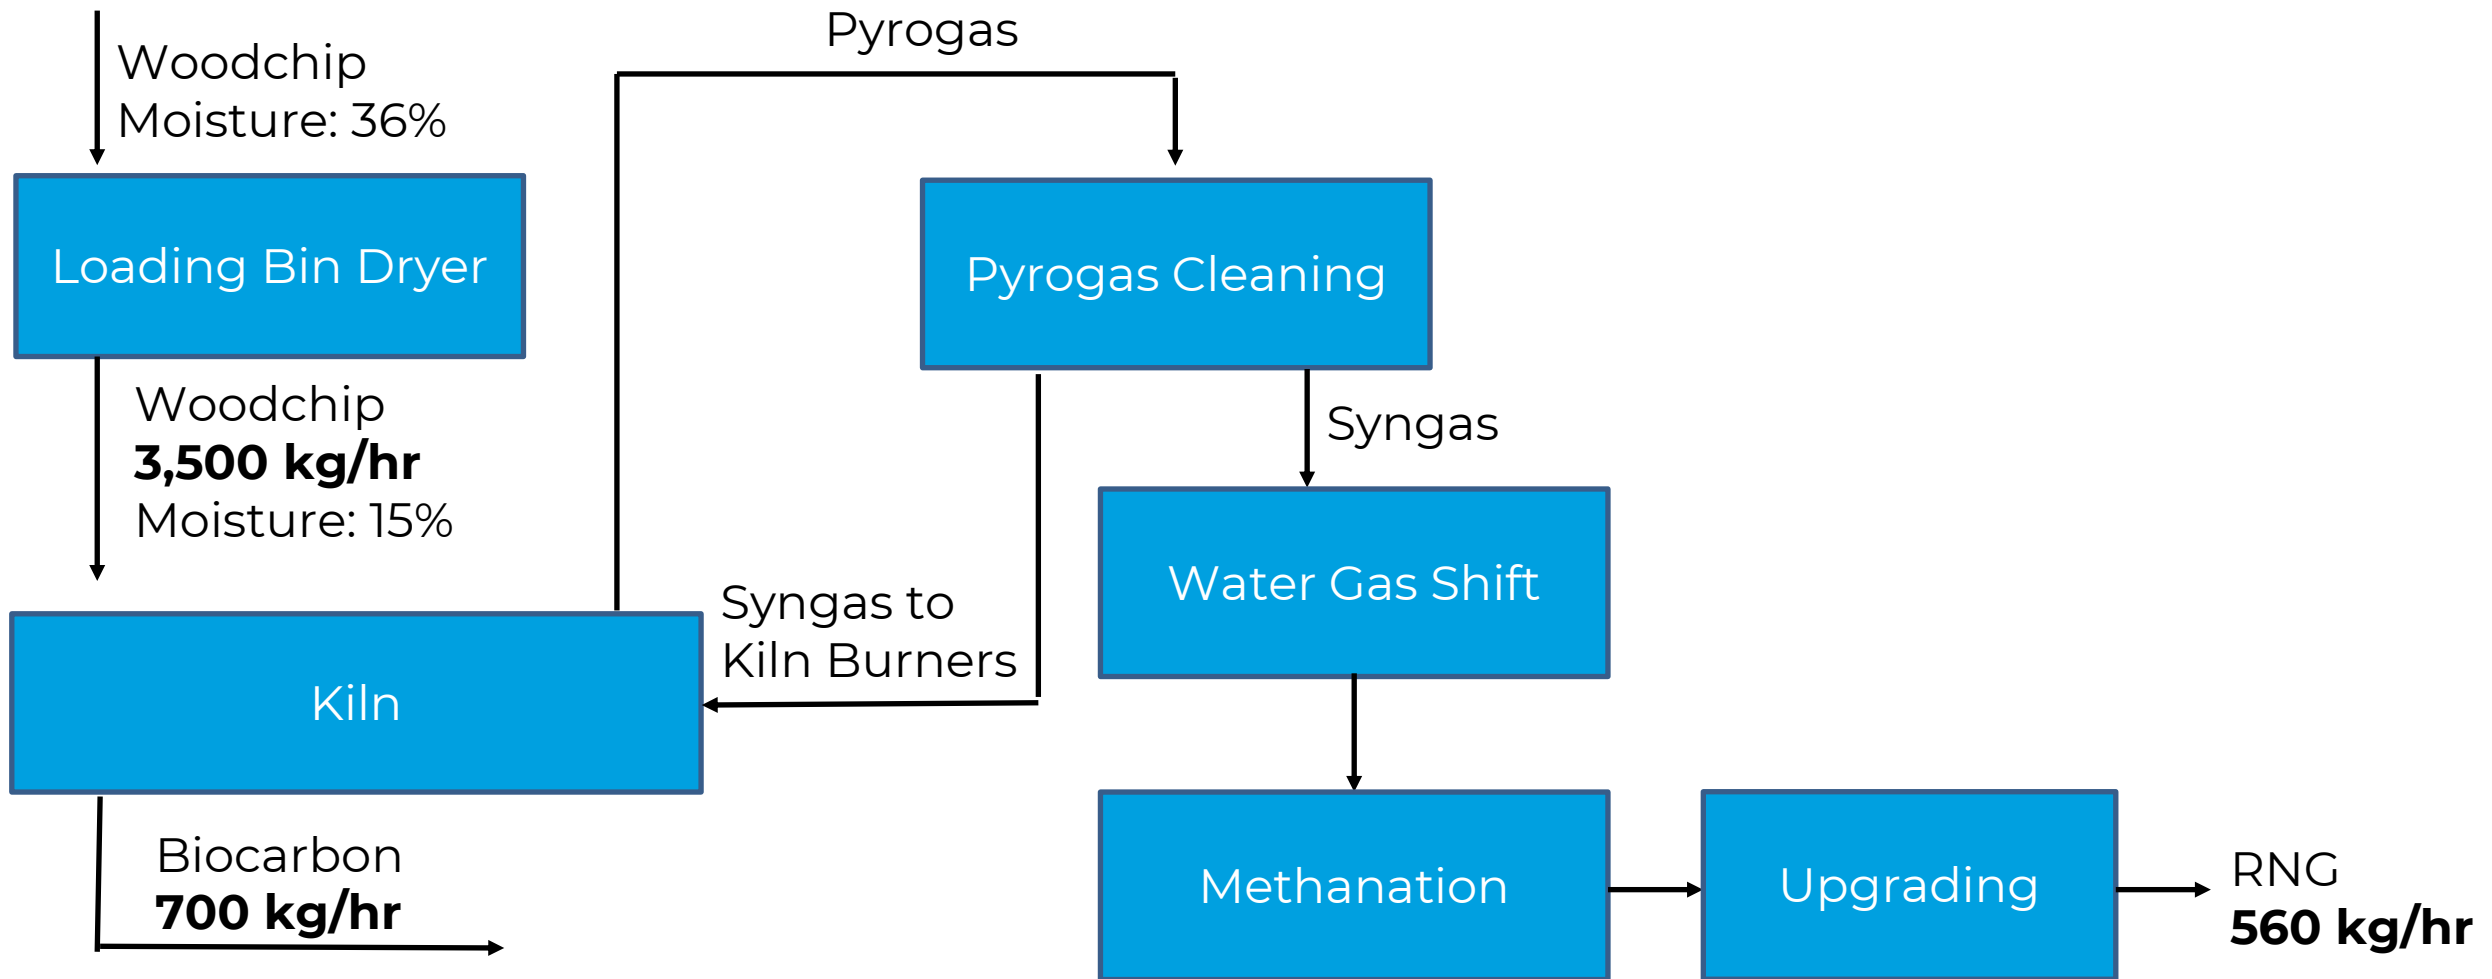 Pyrogas
Woodchip
Moisture: 36%
Loading Bin Dryer
Pyrogas Cleaning
Woodchip
3,500 kg/hr
Moisture: 15%
Syngas
Water Gas Shift
Syngas to
Kiln Burners
Kiln
Biocarbon
700 kg/hr
Methanation
Upgrading
RNG
560 kg/hr